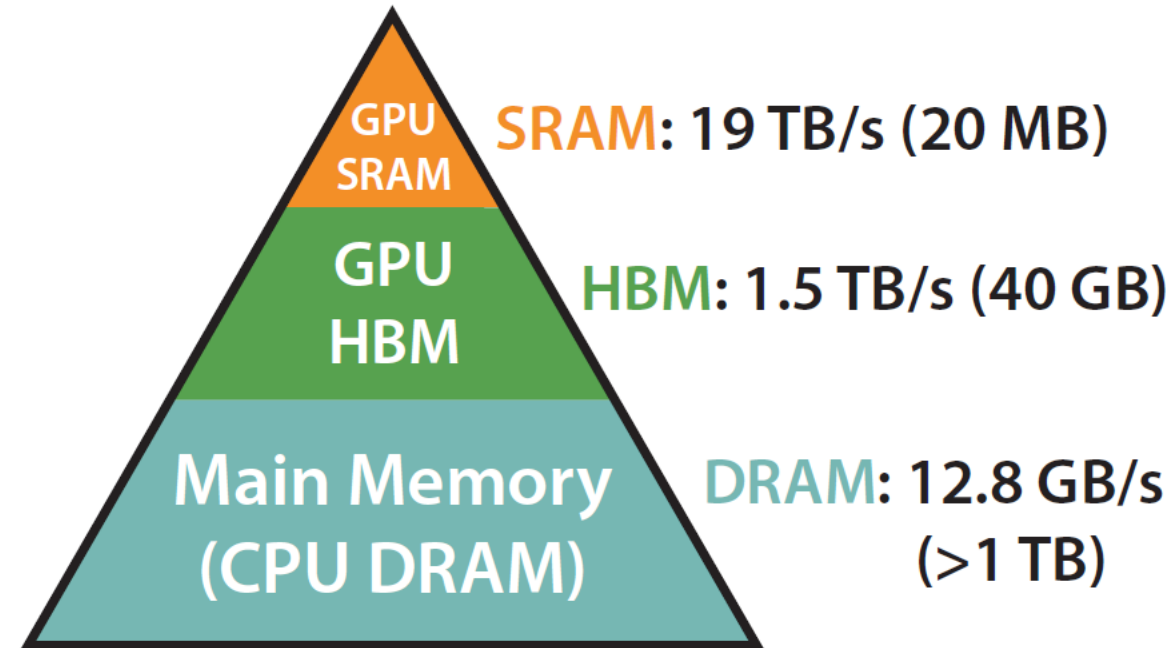 GPU
SRAM
SRAM: 19 TB/s (20 MB)
GPU
HBM
HBM: 1.5 TB/s (40 GB)
Main Memory
(CPU DRAM)
DRAM: 12.8 GB/s
(>1 TB)